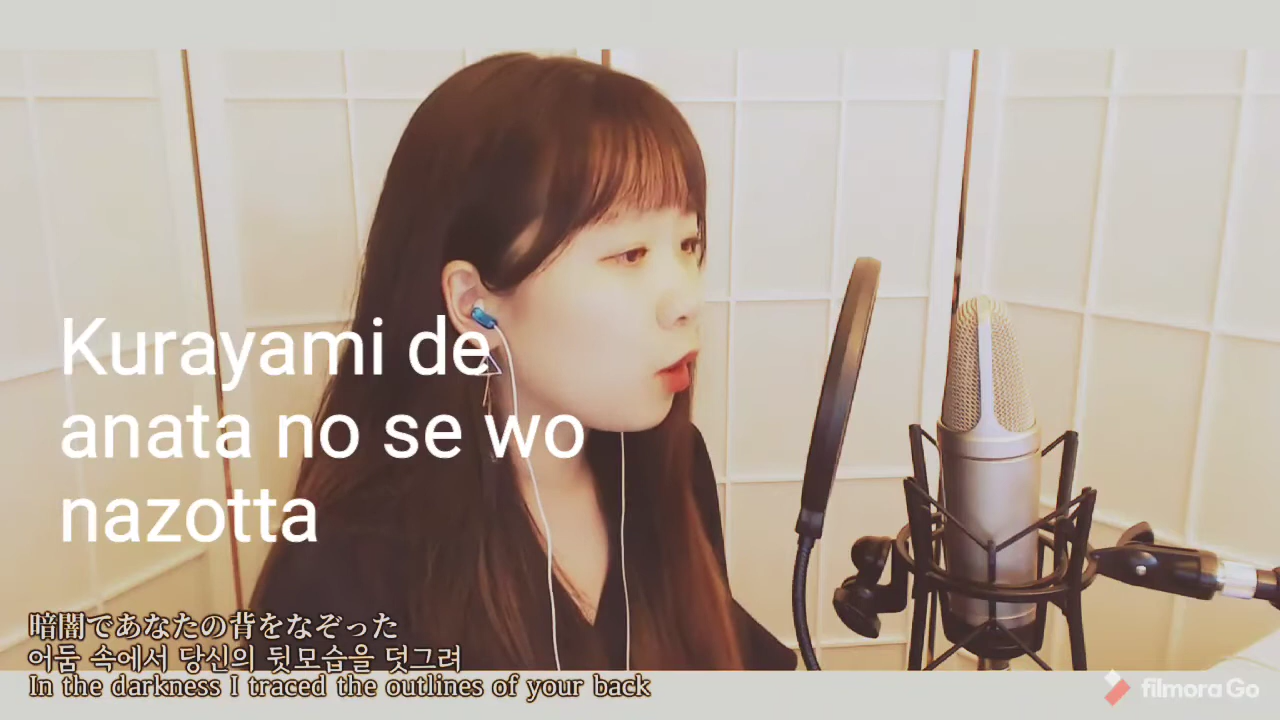 Kurayami de
anata no se wo
nazotta
暗闇であなたの背をなぞった
어둠 속에서 당신의 뒷모습을 덧그려
In the darkness I traced the outlines of your back
filmora Go